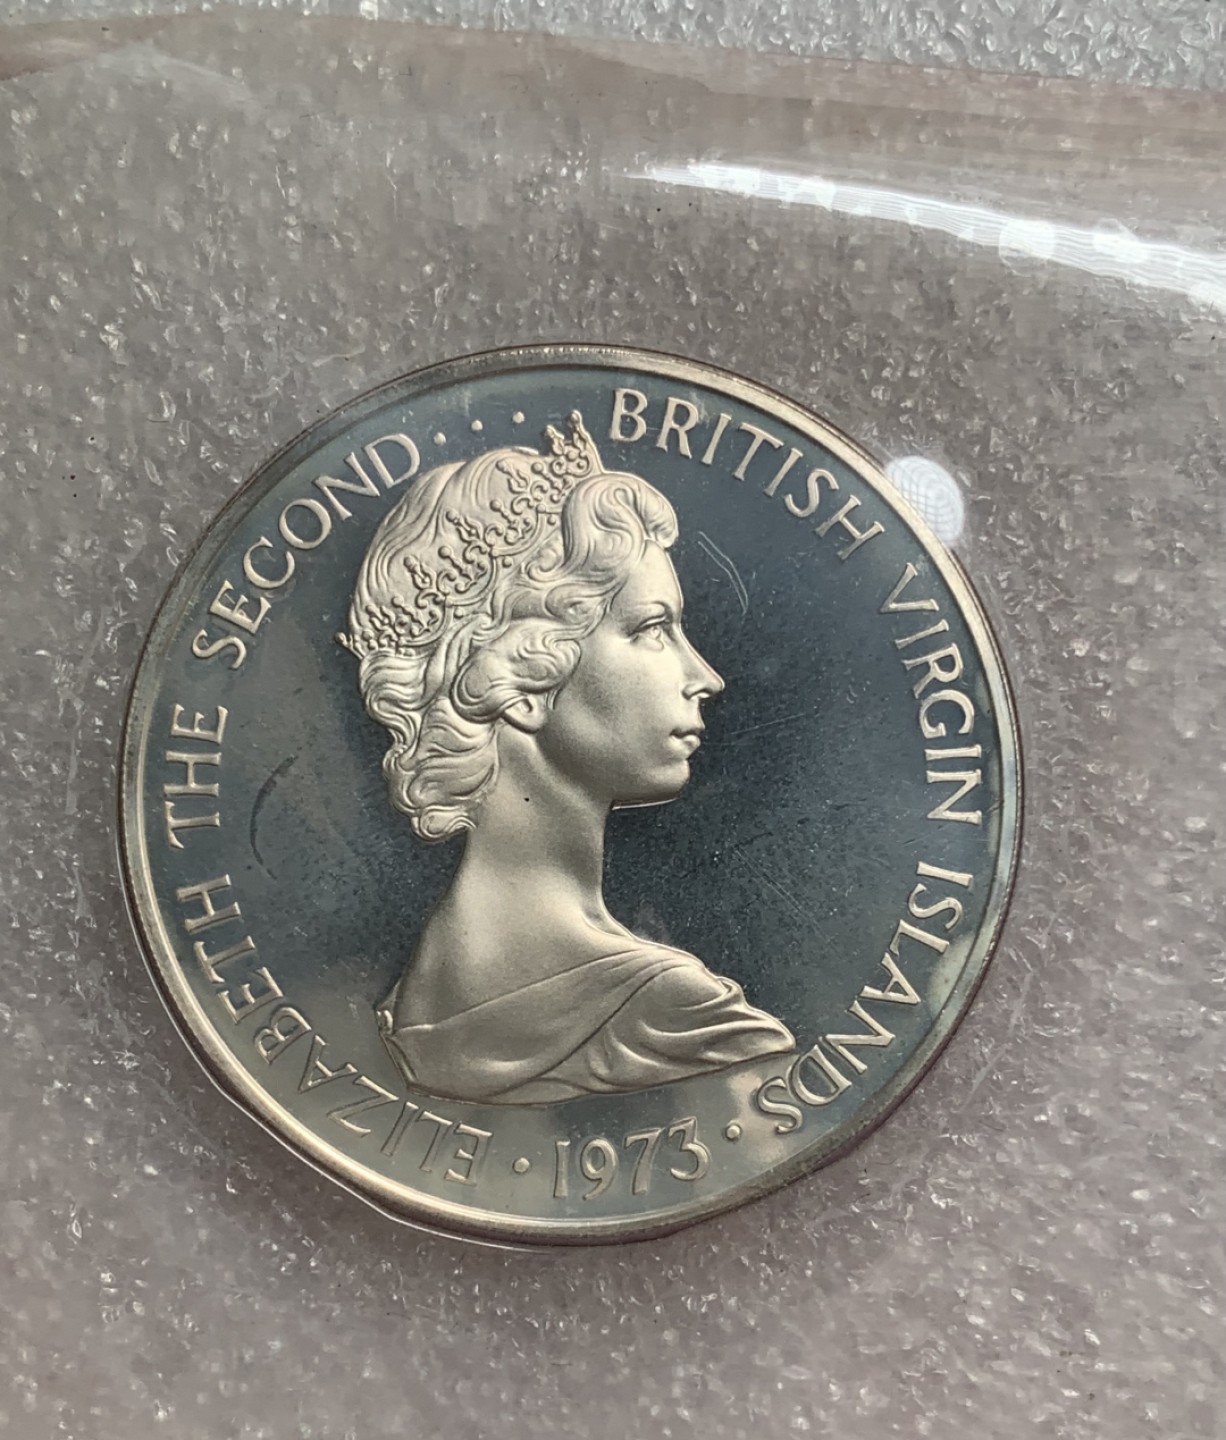 ELIZABETH THE SECOND.... BRITISH VIRGIN ISLANDS
· 1973 ·